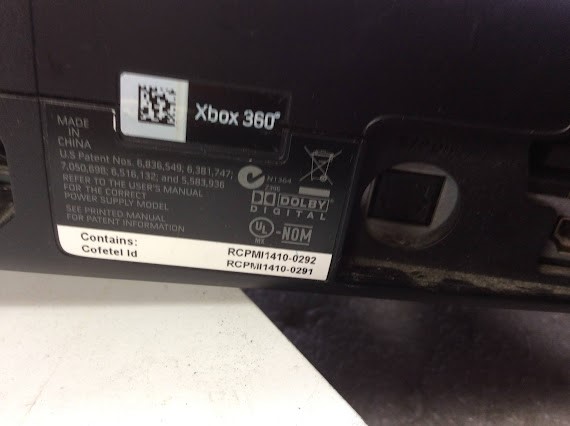 Xbox 360®
MADE
IN
CHINA
U.S Patent Nos. 6,836,549; 6,381,747;
7,050,698; 6,516,132; and 5,583,936
REFER TO THE USER'S MANUAL
FOR THE CORRECT
POWER SUPPLY MODEL
SEE PRINTED MANUAL
FOR PATENT INFORMATION
DOLBY
DIGITAL
UL
NOM
Contains:
Cofetel Id
RCPMI1410-0292
RCPMI1410-0291